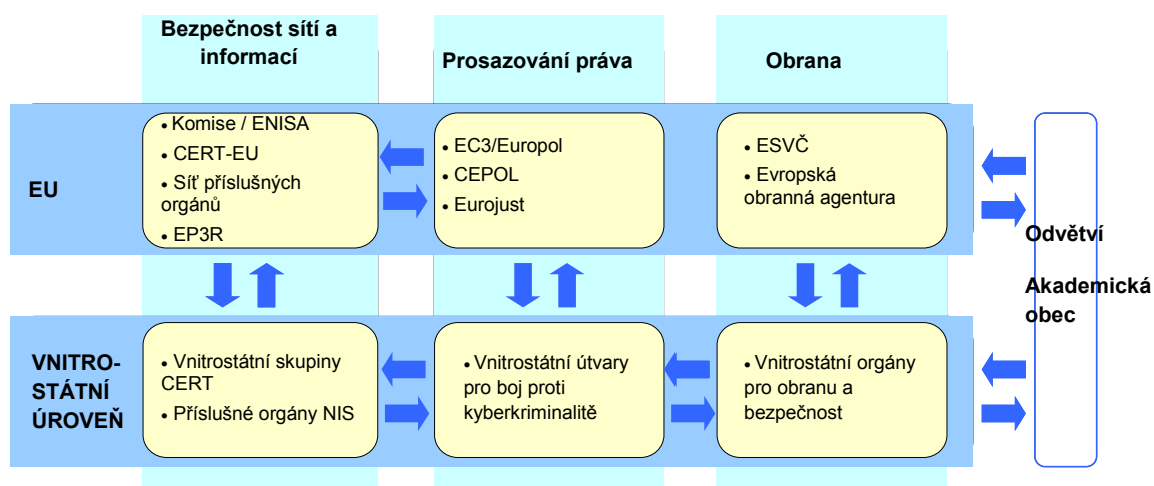 Bezpečnost sítí a
informací
Prosazování práva
Obrana
EU
• Komise / ENISA
• CERT-EU
• Síť příslušných
orgánů
• EP3R
• EC3/Europol
• CEPOL
• Eurojust
• ESVČ
• Evropská
obranná agentura
Odvětví
Akademická
obec
VNITRO-
STÁTNÍ
ÚROVEŇ
• Vnitrostátní skupiny
CERT
• Příslušné orgány NIS
• Vnitrostátní útvary
pro boj proti
kyberkriminalitě
• Vnitrostátní orgány
pro obranu a
bezpečnost